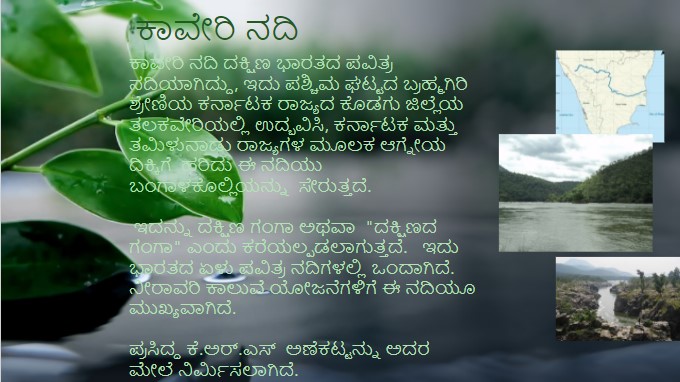 ಕಾವೇರಿ ನದಿ
ಕಾವೇರಿ ನದಿ ದಕ್ಷಿಣ ಭಾರತದ ಪವಿತ್ರ
ನದಿಯಾಗಿದ್ದು, ಇದು ಪಶ್ಚಿಮ ಘಟ್ಟದ ಬ್ರಹ್ಮಗಿರಿ
ಶ್ರೇಣಿಯ ಕರ್ನಾಟಕ ರಾಜ್ಯದ ಕೊಡಗು ಜಿಲ್ಲೆಯ
ತಲಕವೇರಿಯಲ್ಲಿ ಉದ್ಭವಿಸಿ, ಕರ್ನಾಟಕ ಮತ್ತು
ತಮಿಳುನಾಡು ರಾಜ್ಯಗಳ ಮೂಲಕ ಆಗ್ನೇಯ
ದಿಕ್ಕಿಗೆ ಹರಿದು ಈ ನದಿಯು
ಬಂಗಾಳಕೊಲ್ಲಿಯನ್ನು ಸೇರುತ್ತದೆ.
ಇದನ್ನು ದಕ್ಷಿಣ ಗಂಗಾ ಅಥವಾ "ದಕ್ಷಿಣದ
ಗಂಗಾ" ಎಂದು ಕರೆಯಲ್ಪಡಲಾಗುತ್ತದೆ. ಇದು
ಭಾರತದ ಏಳು ಪವಿತ್ರ ನದಿಗಳಲ್ಲಿ ಒಂದಾಗಿದೆ.
ನೀರಾವರಿ ಕಾಲುವೆ ಯೋಜನೆಗಳಿಗೆ ಈ ನದಿಯೂ
ಮುಖ್ಯವಾಗಿದೆ.
ಪ್ರಸಿದ್ಧ ಕೆ.ಅರ್.ಎಸ್ ಅಣೆಕಟ್ಟನ್ನು ಅದರ
ಮೇಲೆ ನಿರ್ಮಿಸಲಾಗಿದೆ.